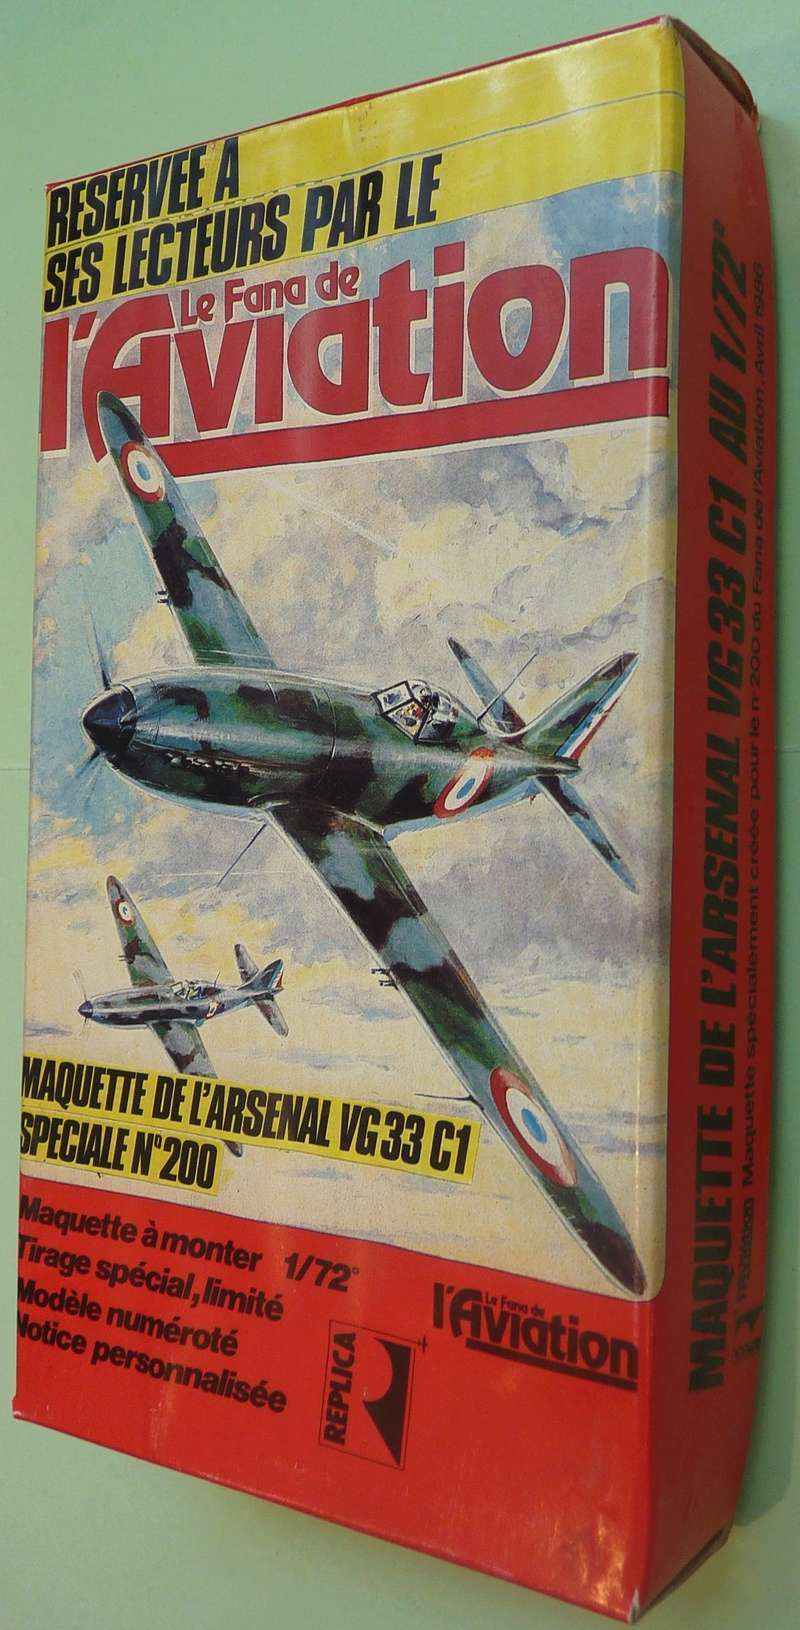 RESERVEE A
SES LECTEURS PAR LE
Le Fana de
l'Aviation
MAQUETTE DE L'ARSENAL VG33 C1
SPECIALE N°200
Maquette à monter 1/72°
Tirage spécial, limité
Modèle numéroté
Notice personnalisée
REPLICA
Le Fana de
l'Aviation
MAQUETTE DE L'ARSENAL VG33 C1 AU 1/72°
Maquette spécialement créée pour le n° 200 du Fana de l'Aviation, Avril 1986